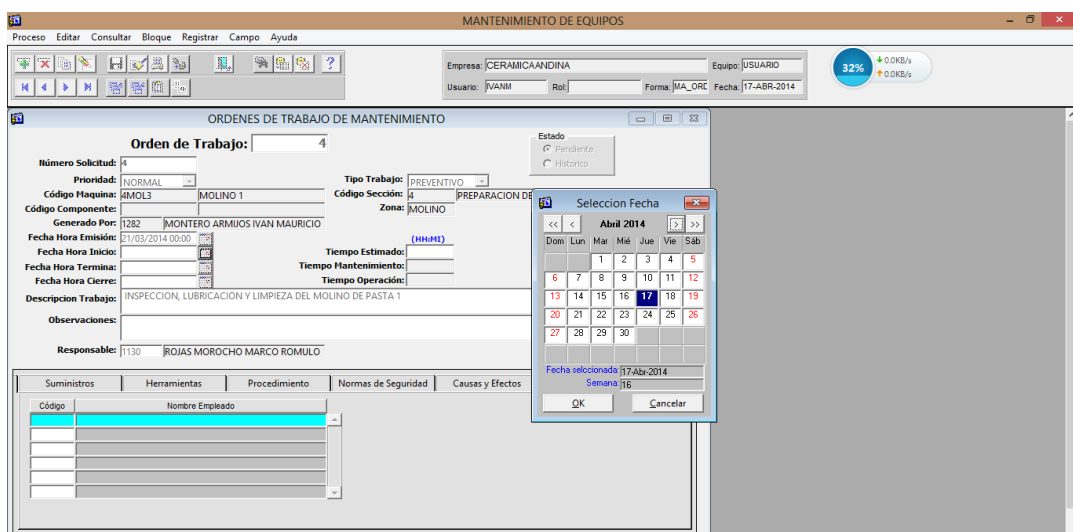 MANTENIMIENTO DE EQUIPOS
Proceso Editar Consultar Bloque Registrar Campo Ayuda
Empresa: CERAMICAANDINA Equipo: USUARIO
Usuario: IVANM Rol: Forma: MA_ORDE Fecha: 17-ABR-2014
32% 0.0KB/s
0.0KB/s
ORDENES DE TRABAJO DE MANTENIMIENTO
Orden de Trabajo: 4
Estado
Pendiente
Historico
Número Solicitud: 4
Prioridad: NORMAL Tipo Trabajo: PREVENTIVO
Código Maquina: 4MOL3 MOLINO 1 Código Sección: 4 PREPARACION DE
Código Componente: Zona: MOLINO
Generado Por: 1282 MONTERO ARMIJOS IVAN MAURICIO
Fecha Hora Emisión: 21/03/2014 00:00 (HH:MI)
Fecha Hora Inicio: Tiempo Estimado:
Fecha Hora Termina: Tiempo Mantenimiento:
Fecha Hora Cierre: Tiempo Operación:
Descripcion Trabajo: INSPECCION, LUBRICACION Y LIMPIEZA DEL MOLINO DE PASTA 1
Observaciones:
Responsable: 1130 ROJAS MOROCHO MARCO ROMULO
Suministros Herramientas Procedimiento Normas de Seguridad Causas y Efectos
Código Nombre Empleado
Seleccion Fecha
<< < Abril 2014 > >>
Dom Lun Mar Mié Jue Vie Sáb
1 2 3 4 5
6 7 8 9 10 11 12
13 14 15 16 17 18 19
20 21 22 23 24 25 26
27 28 29 30
Fecha selccionada: 17-Abr-2014
Semana: 16
OK Cancelar